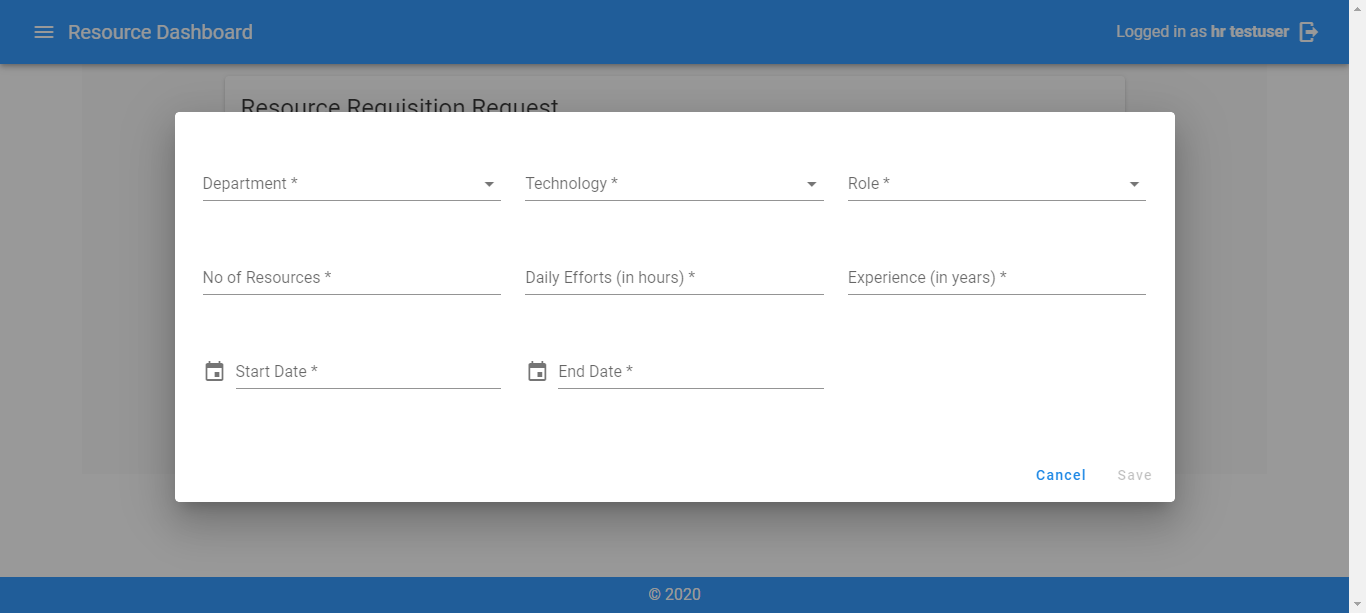 Resource Dashboard
Logged in as hr testuser
Resource Requisition Request
Department *
Technology *
Role *
No of Resources *
Daily Efforts (in hours) *
Experience (in years) *
Start Date *
End Date *
Cancel
Save
© 2020